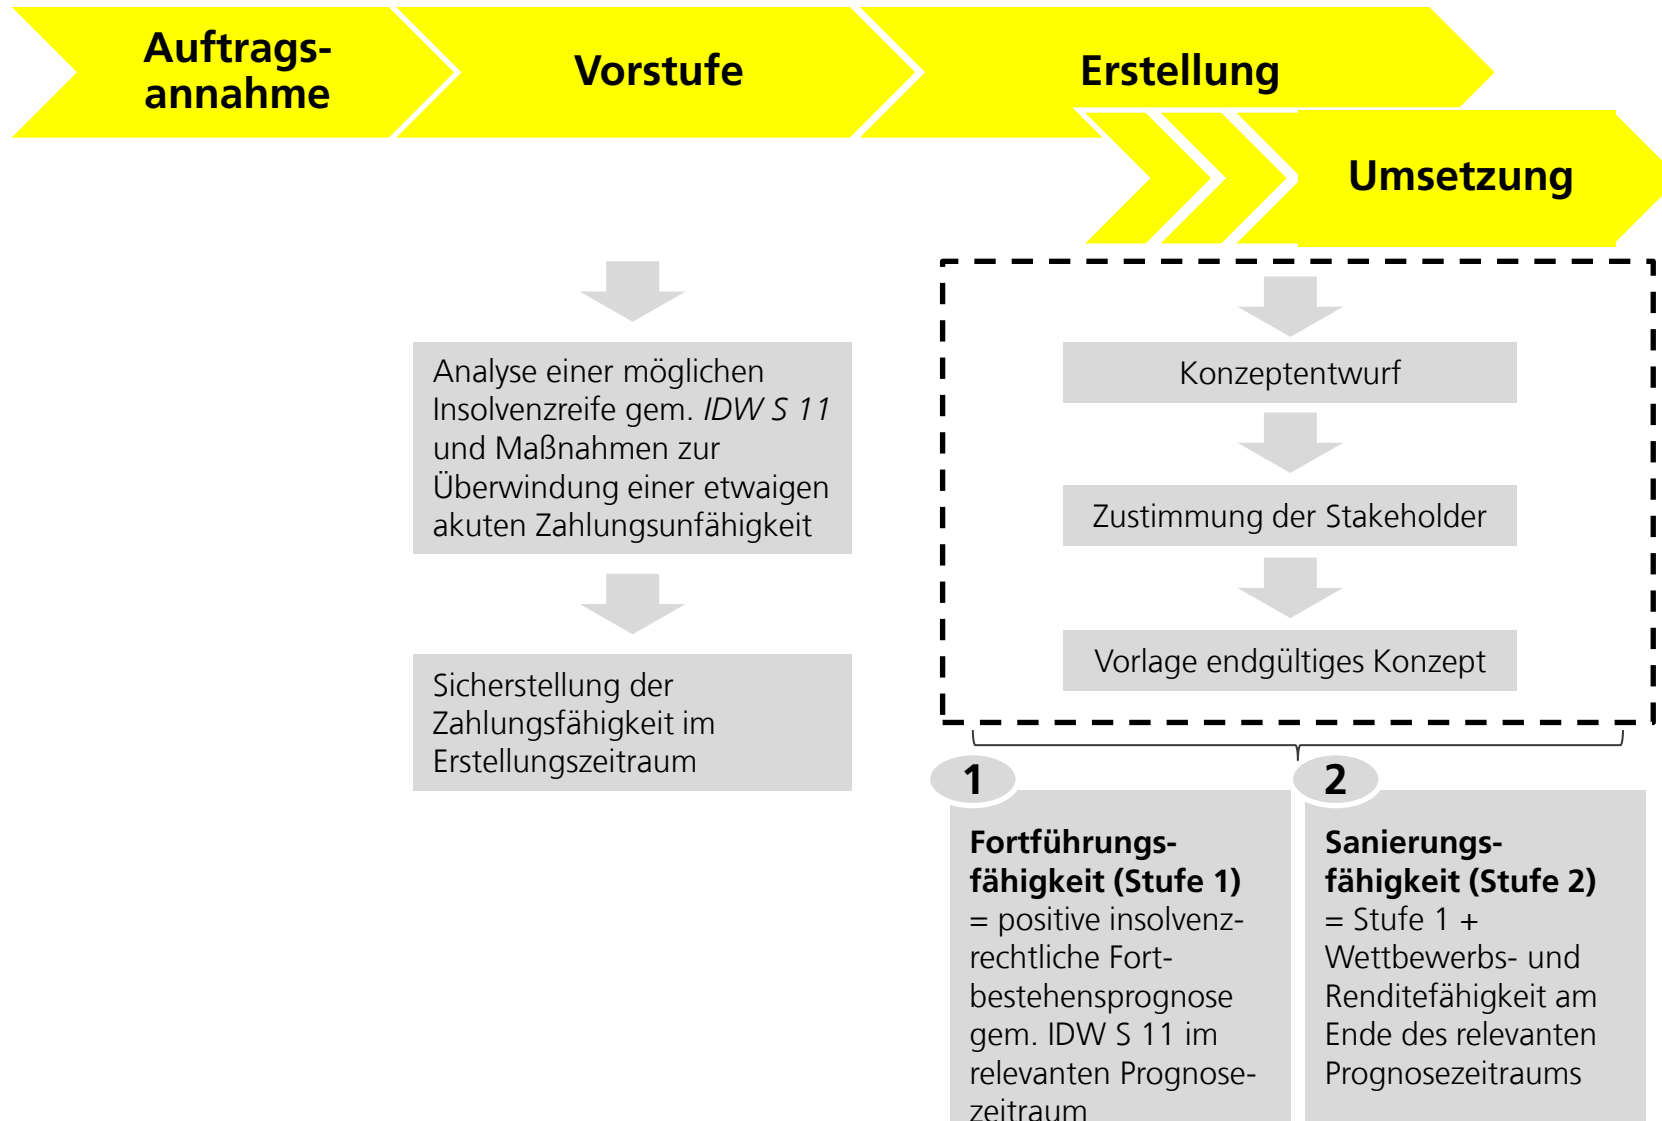 Auftrags-
annahme
Vorstufe
Erstellung
Umsetzung
Analyse einer möglichen
Insolvenzreife gem. IDW S 11
und Maßnahmen zur
Überwindung einer etwaigen
akuten Zahlungsunfähigkeit
Sicherstellung der
Zahlungsfähigkeit im
Erstellungszeitraum
Konzeptentwurf
Zustimmung der Stakeholder
Vorlage endgültiges Konzept
1
Fortführungs-
fähigkeit (Stufe 1)
= positive insolvenz-
rechtliche Fort-
bestehensprognose
gem. IDW S 11 im
relevanten Prognose-
zeitraum
2
Sanierungs-
fähigkeit (Stufe 2)
= Stufe 1 +
Wettbewerbs- und
Renditefähigkeit am
Ende des relevanten
Prognosezeitraums